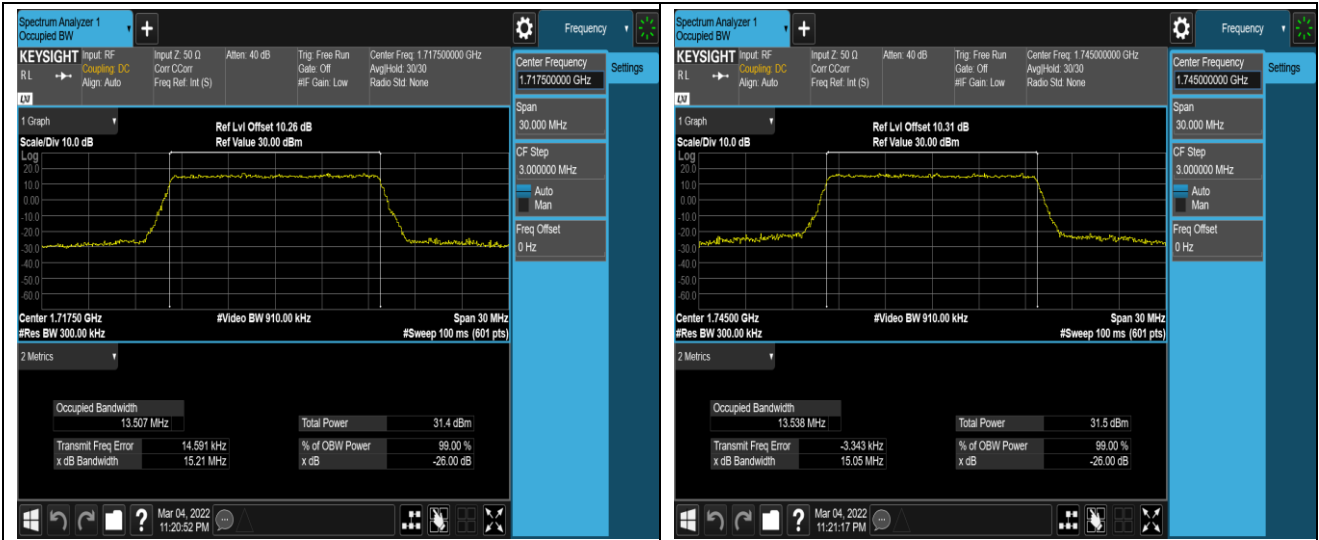 Spectrum Analyzer 1
Occupied BW
+
Frequency
KEYSIGHT Input: RF Input Z: 50 Ω Atten: 40 dB Trig: Free Run Center Freq: 1.717500000 GHz
Coupling: DC Corr CCorr Gate: Off Avg|Hold: 30/30
RL Align: Auto Freq Ref: Int (S) #IF Gain: Low Radio Std: None
LXI
Center Frequency
1.717500000 GHz
Settings
Span
30.000 MHz
CF Step
3.000000 MHz
Auto
Man
Freq Offset
0 Hz
1 Graph
Ref Lvl Offset 10.26 dB
Scale/Div 10.0 dB Ref Value 30.00 dBm
Log
20.0
10.0
0.00
-10.0
-20.0
-30.0
-40.0
-50.0
-60.0
Center 1.71750 GHz #Video BW 910.00 kHz Span 30 MHz
#Res BW 300.00 kHz #Sweep 100 ms (601 pts)
2 Metrics
Occupied Bandwidth
13.507 MHz Total Power 31.4 dBm
Transmit Freq Error 14.591 kHz % of OBW Power 99.00 %
x dB Bandwidth 15.21 MHz x dB -26.00 dB
? Mar 04, 2022
11:20:52 PM
Spectrum Analyzer 1
Occupied BW
+
Frequency
KEYSIGHT Input: RF Input Z: 50 Ω Atten: 40 dB Trig: Free Run Center Freq: 1.745000000 GHz
Coupling: DC Corr CCorr Gate: Off Avg|Hold: 30/30
RL Align: Auto Freq Ref: Int (S) #IF Gain: Low Radio Std: None
LXI
Center Frequency
1.745000000 GHz
Settings
Span
30.000 MHz
CF Step
3.000000 MHz
Auto
Man
Freq Offset
0 Hz
1 Graph
Ref Lvl Offset 10.31 dB
Scale/Div 10.0 dB Ref Value 30.00 dBm
Log
20.0
10.0
0.00
-10.0
-20.0
-30.0
-40.0
-50.0
-60.0
Center 1.74500 GHz #Video BW 910.00 kHz Span 30 MHz
#Res BW 300.00 kHz #Sweep 100 ms (601 pts)
2 Metrics
Occupied Bandwidth
13.538 MHz Total Power 31.5 dBm
Transmit Freq Error -3.343 kHz % of OBW Power 99.00 %
x dB Bandwidth 15.05 MHz x dB -26.00 dB
? Mar 04, 2022
11:21:17 PM